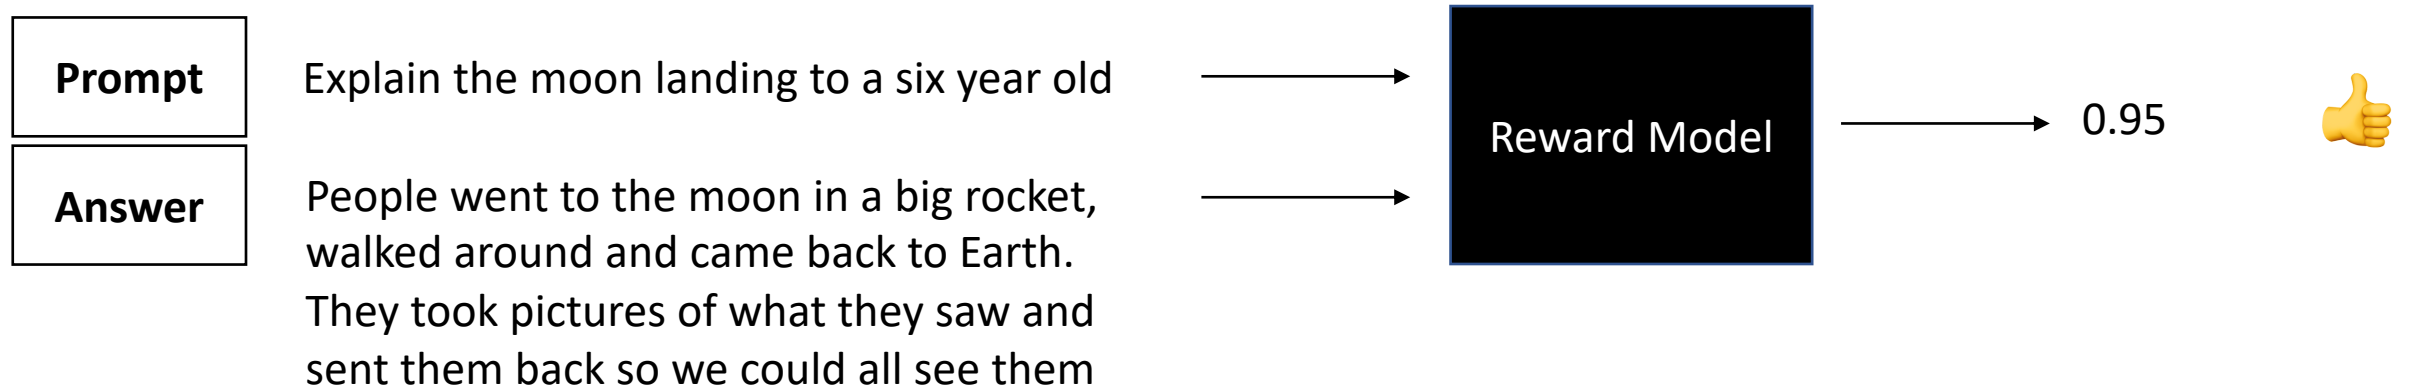 Prompt
Explain the moon landing to a six year old
Answer
People went to the moon in a big rocket,
walked around and came back to Earth.
They took pictures of what they saw and
sent them back so we could all see them
Reward Model
0.95